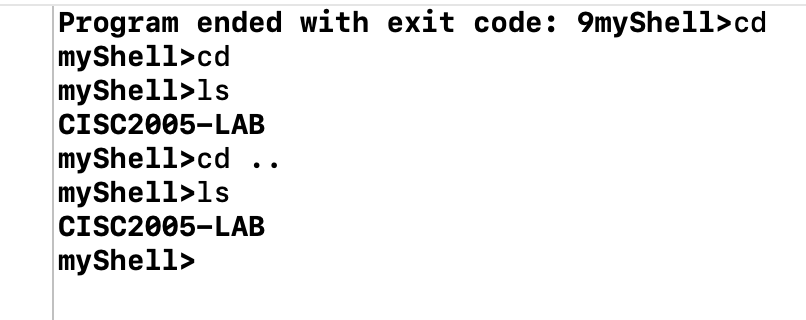 Program ended with exit code: 9myShell>cd
myShell>cd
myShell>ls
CISC2005-LAB
myShell>cd ..
myShell>ls
CISC2005-LAB
myShell>